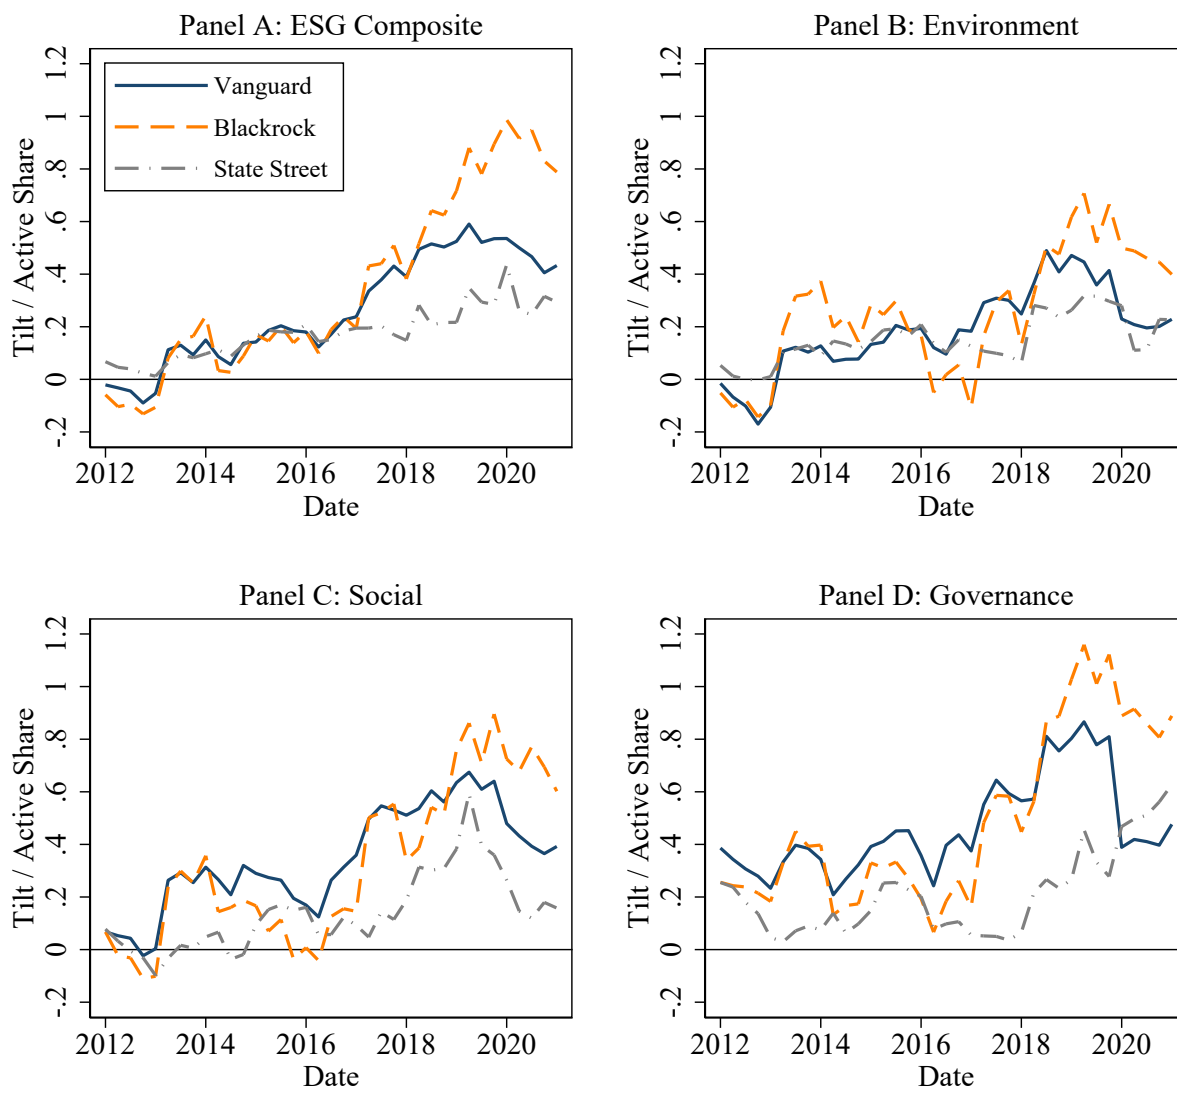 Panel A: ESG Composite
Tilt / Active Share
1.2
1
.8
.6
.4
.2
0
-.2
Vanguard
Blackrock
State Street
2012 2014 2016 2018 2020
Date
Panel B: Environment
Tilt / Active Share
1.2
1
.8
.6
.4
.2
0
-.2
2012 2014 2016 2018 2020
Date
Panel C: Social
Tilt / Active Share
1.2
1
.8
.6
.4
.2
0
-.2
2012 2014 2016 2018 2020
Date
Panel D: Governance
Tilt / Active Share
1.2
1
.8
.6
.4
.2
0
-.2
2012 2014 2016 2018 2020
Date